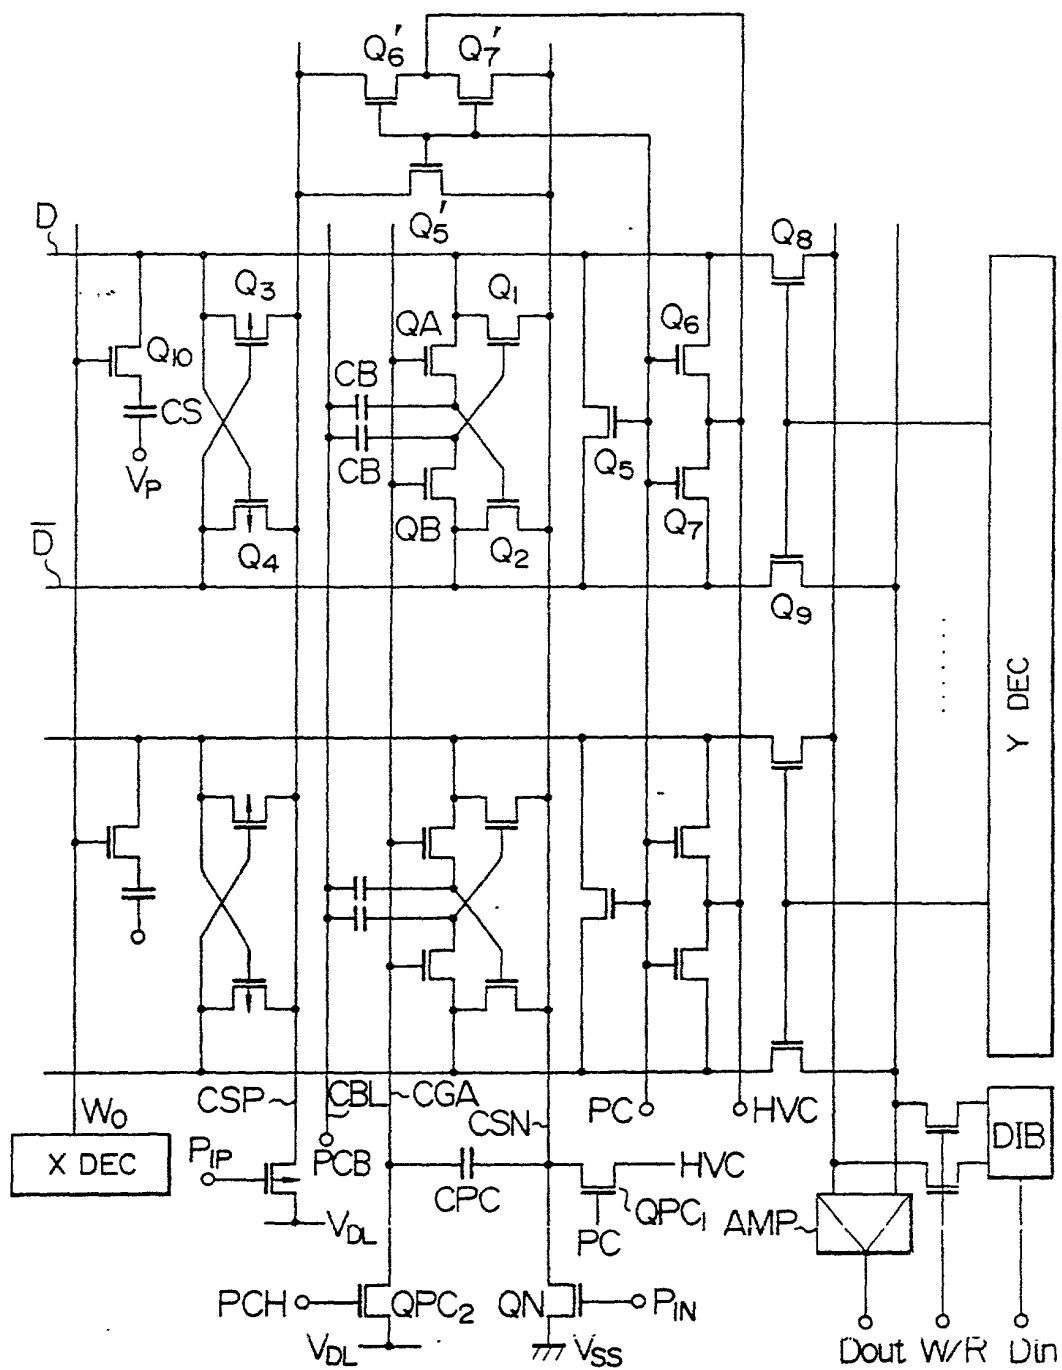 Q6' Q7'
Q5'
D
Q8
Q3 Q1
QA Q6
Q10
CB
CS
CB
VP
Q5
QB Q7
Q4 Q2
D̅
Q9
Y DEC
W0 CSP CBL CGA CSN PC HVC
X DEC PIP PCB CPC HVC DIB
QPC1 AMP
VDL PC
PCH QPC2 QN PIN
VDL VSS Dout W/R Din